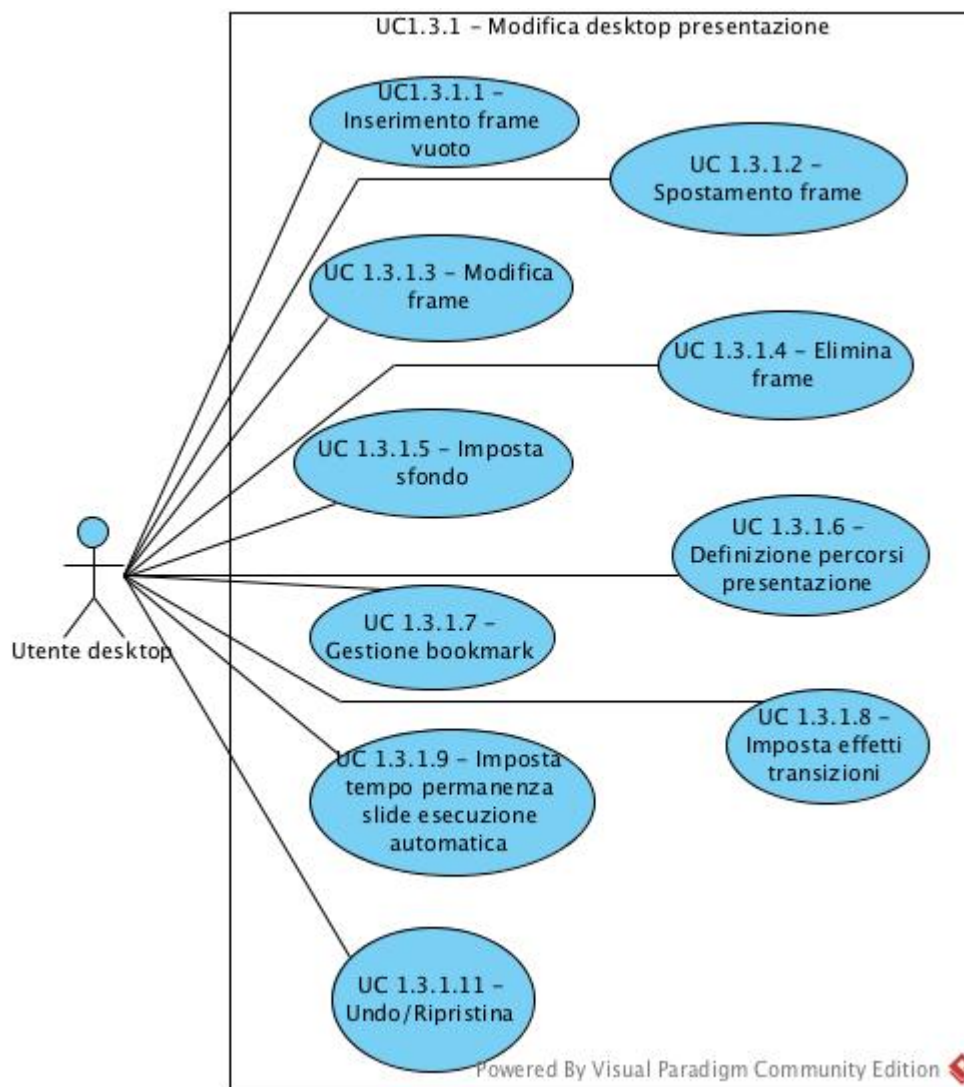 UC1.3.1 – Modifica desktop presentazione
UC1.3.1.1 –
Inserimento frame
vuoto
UC 1.3.1.2 –
Spostamento frame
UC 1.3.1.3 – Modifica
frame
UC 1.3.1.4 – Elimina
frame
UC 1.3.1.5 – Imposta
sfondo
UC 1.3.1.6 –
Definizione percorsi
presentazione
Utente desktop
UC 1.3.1.7 –
Gestione bookmark
UC 1.3.1.8 –
Imposta effetti
transizioni
UC 1.3.1.9 – Imposta
tempo permanenza
slide esecuzione
automatica
UC 1.3.1.11 –
Undo/Ripristina
Powered By Visual Paradigm Community Edition